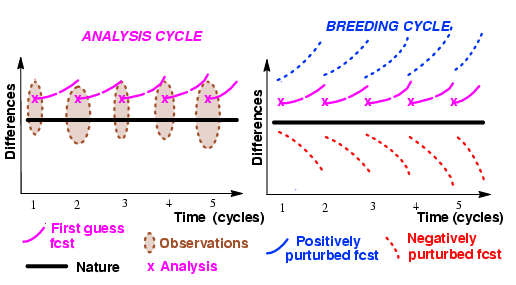 ANALYSIS CYCLE
BREEDING CYCLE
Differences
1 2 3 4 5
Time (cycles)
Differences
1 2 3 4 5
Time (cycles)
First guess
fcst
Observations
Nature
x Analysis
Positively
purturbed fcst
Negatively
purturbed fcst